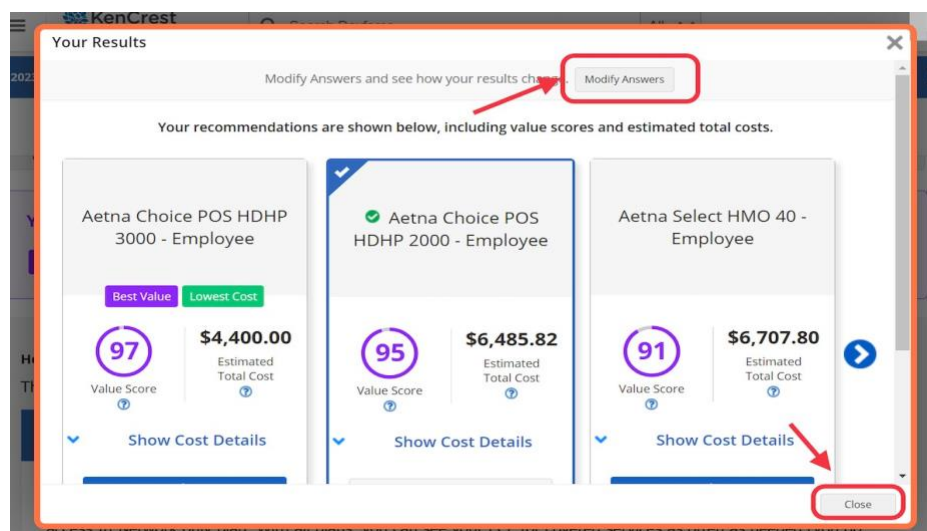 KenCrest
All
2023
Your Results
Modify Answers and see how your results change. Modify Answers
Your recommendations are shown below, including value scores and estimated total costs.
Aetna Choice POS HDHP
3000 - Employee
Best Value Lowest Cost
97
Value Score
$4,400.00
Estimated
Total Cost
Show Cost Details
Aetna Choice POS
HDHP 2000 - Employee
95
Value Score
$6,485.82
Estimated
Total Cost
Show Cost Details
Aetna Select HMO 40 -
Employee
91
Value Score
$6,707.80
Estimated
Total Cost
Show Cost Details
Close